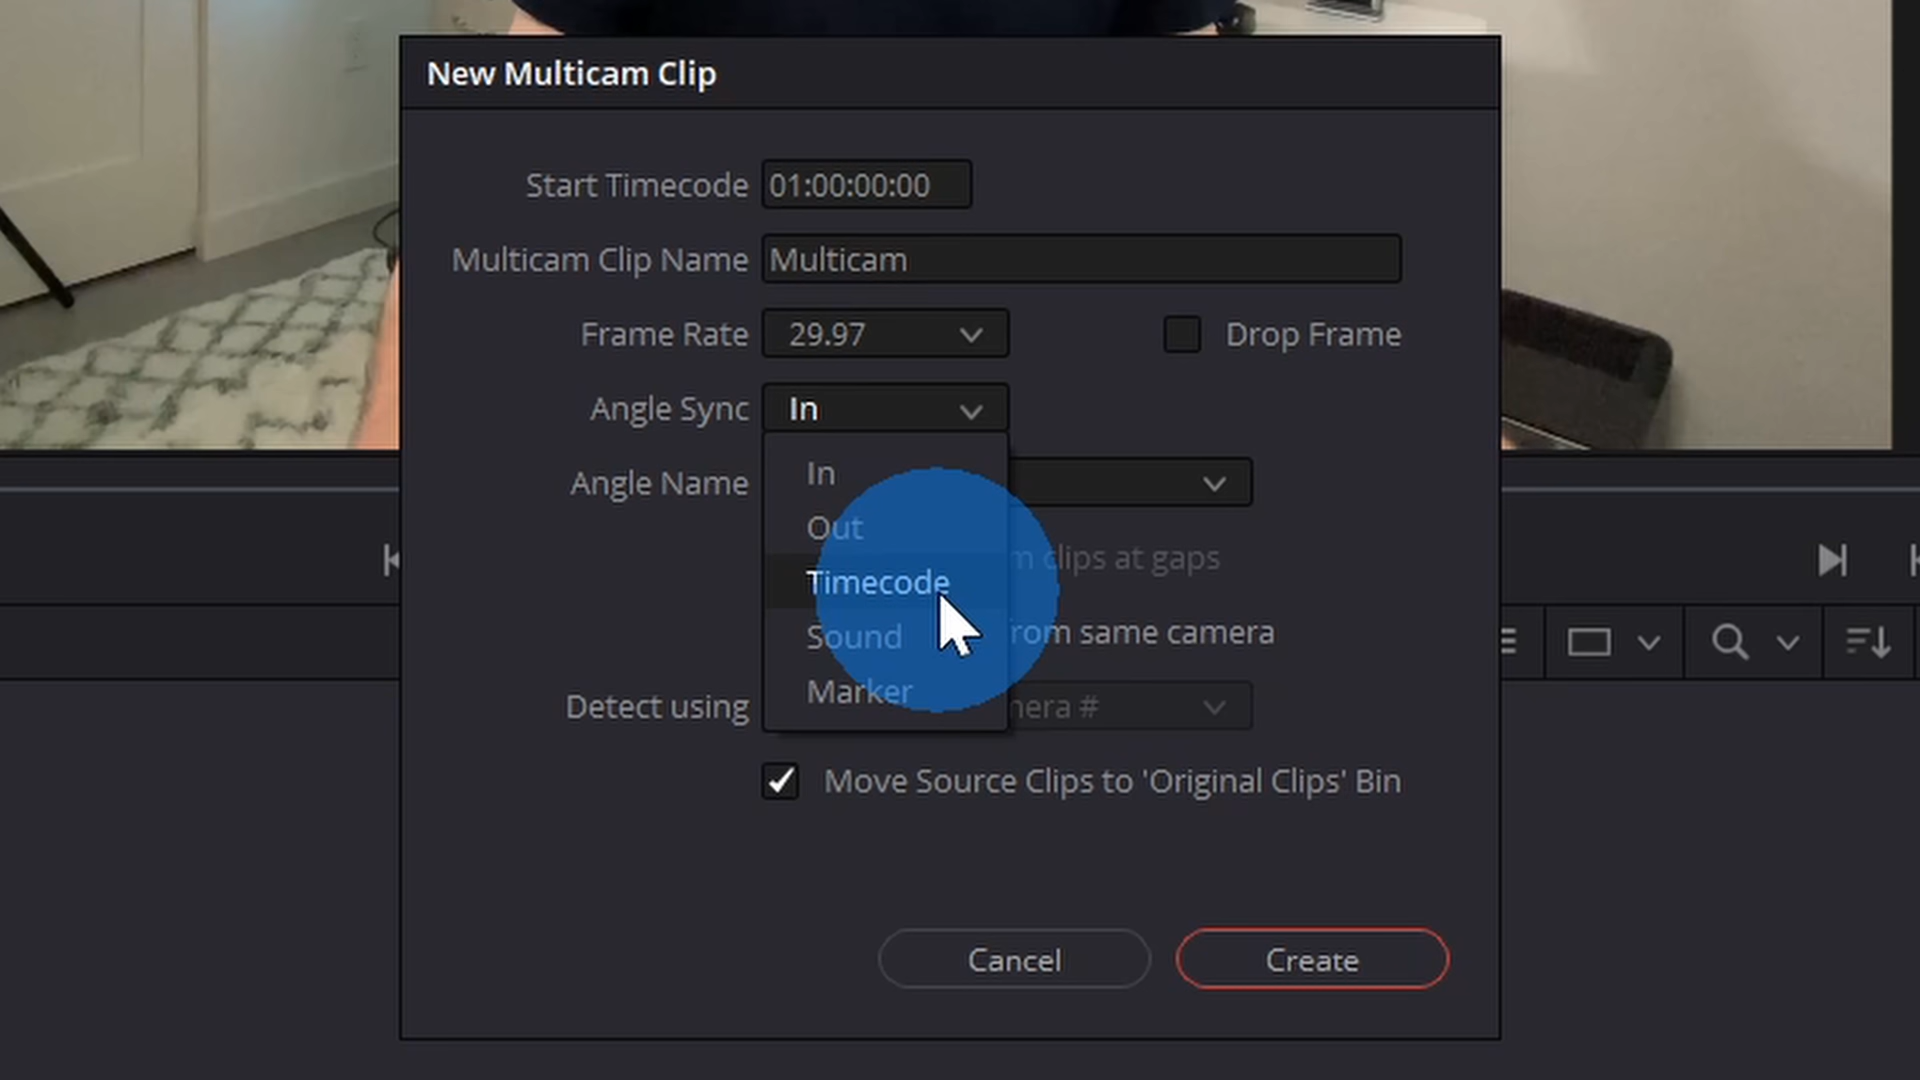 New Multicam Clip
Start Timecode 01:00:00:00
Multicam Clip Name Multicam
Frame Rate 29.97 Drop Frame
Angle Sync In
In
Angle Name
Out
clips at gaps
Timecode
Sound from same camera
Marker
Detect using #
Move Source Clips to 'Original Clips' Bin
Cancel Create